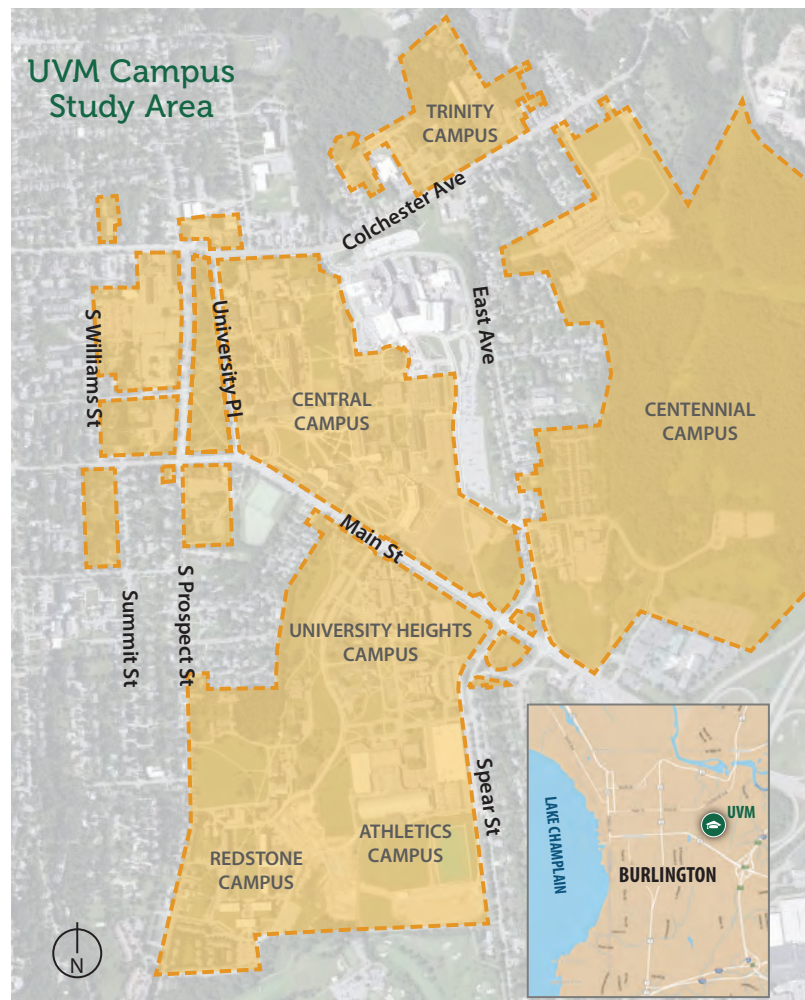 UVM Campus
Study Area
TRINITY
CAMPUS
Colchester Ave
S Williams St
University Pl
East Ave
CENTRAL
CAMPUS
CENTENNIAL
CAMPUS
Main St
S Prospect St
Summit St
UNIVERSITY HEIGHTS
CAMPUS
Spear St
ATHLETICS
CAMPUS
REDSTONE
CAMPUS
N
LAKE CHAMPLAIN
UVM
BURLINGTON